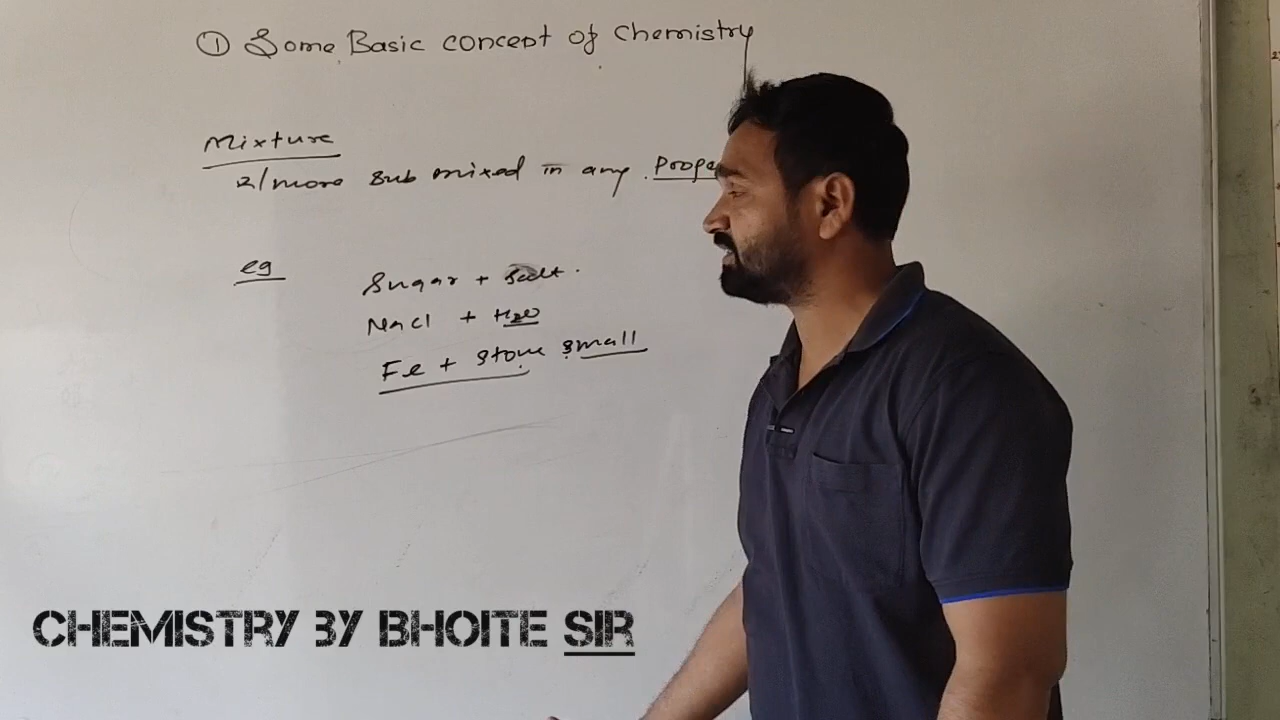 ① Some Basic concept of chemistry
Mixture
2/more sub mixed in any Prope
eg
Sugar + Salt.
NaCl + H2O
Fe + stone small
CHEMISTRY BY BHOITE SIR